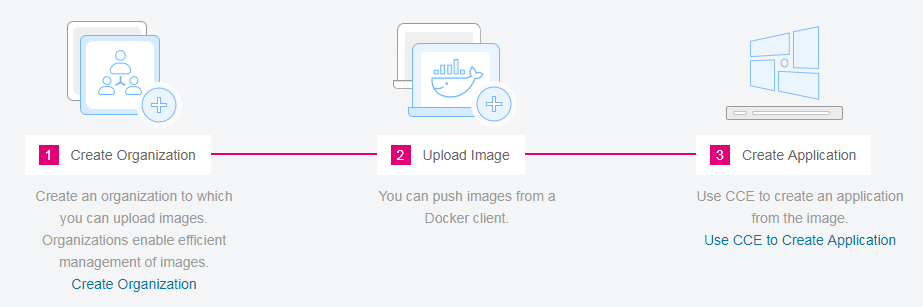 1 Create Organization
Create an organization to which
you can upload images.
Organizations enable efficient
management of images.
Create Organization
2 Upload Image
You can push images from a
Docker client.
3 Create Application
Use CCE to create an application
from the image.
Use CCE to Create Application